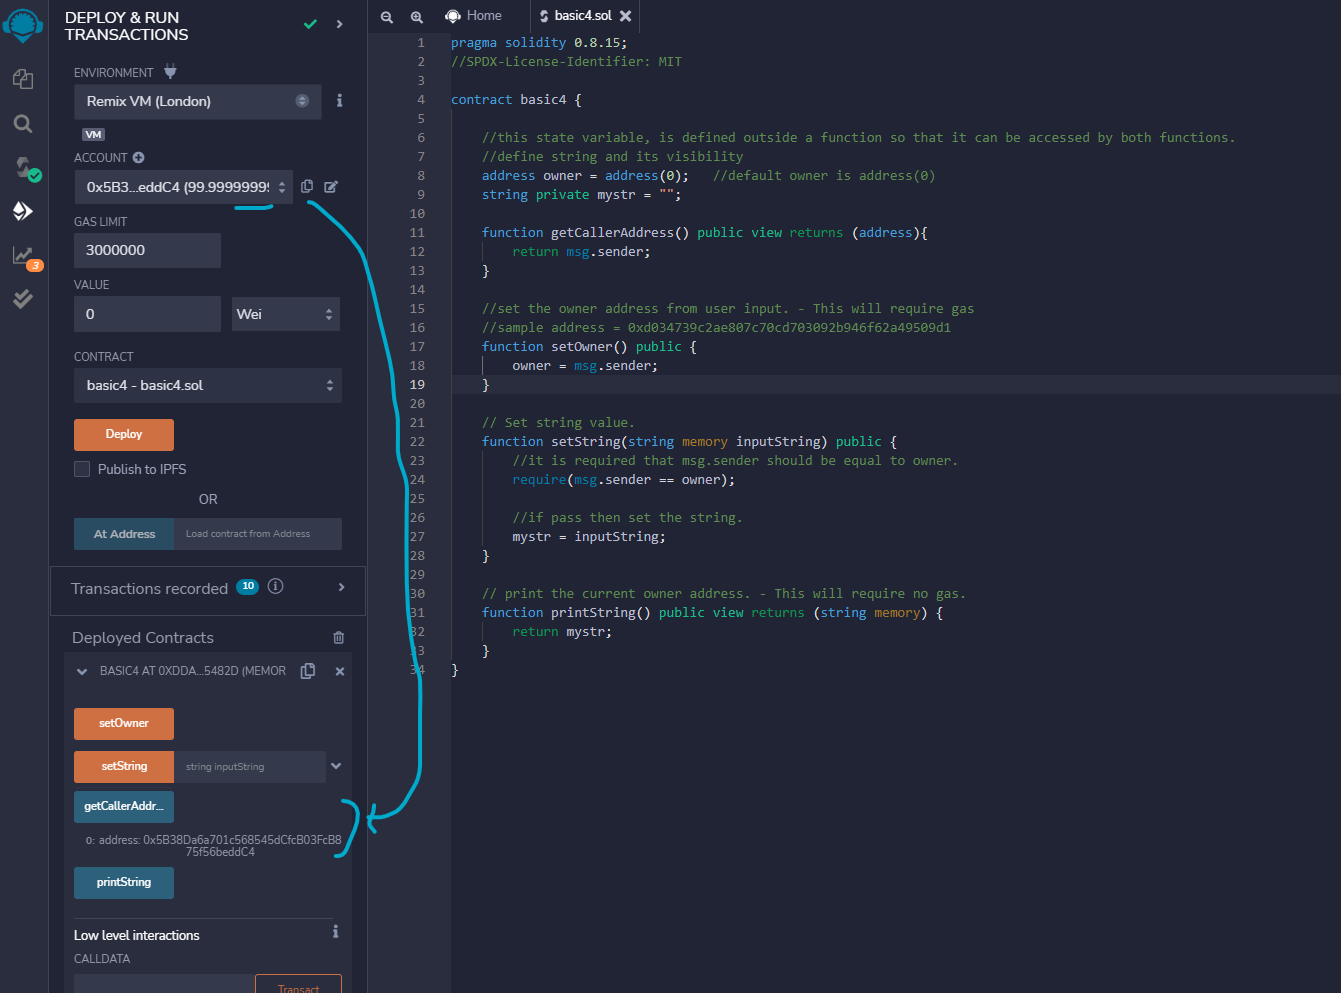 DEPLOY & RUN
TRANSACTIONS
ENVIRONMENT
Remix VM (London)
VM
ACCOUNT
0x5B3...eddC4 (99.99999999
GAS LIMIT
3000000
VALUE
0
Wei
CONTRACT
basic4 - basic4.sol
Deploy
Publish to IPFS
OR
At Address
Load contract from Address
Transactions recorded 10
Deployed Contracts
BASIC4 AT 0XDDA...5482D (MEMOR
setOwner
setString
string inputString
getCallerAddr...
0: address: 0x5B38Da6a701c568545dCfcB03FcB8
75f56beddC4
printString
Low level interactions
CALLDATA
Transact
3
Home
basic4.sol
1 pragma solidity 0.8.15;
2 //SPDX-License-Identifier: MIT
3
4 contract basic4 {
5
6 //this state variable, is defined outside a function so that it can be accessed by both functions.
7 //define string and its visibility
8 address owner = address(0);   //default owner is address(0)
9 string private mystr = "";
10
11 function getCallerAddress() public view returns (address){
12 return msg.sender;
13 }
14
15 //set the owner address from user input. - This will require gas
16 //sample address = 0xd034739c2ae807c70cd703092b946f62a49509d1
17 function setOwner() public {
18 owner = msg.sender;
19 }
20
21 // Set string value.
22 function setString(string memory inputString) public {
23 //it is required that msg.sender should be equal to owner.
24 require(msg.sender == owner);
25
26 //if pass then set the string.
27 mystr = inputString;
28 }
29
30 // print the current owner address. - This will require no gas.
31 function printString() public view returns (string memory) {
32 return mystr;
33 }
34 }